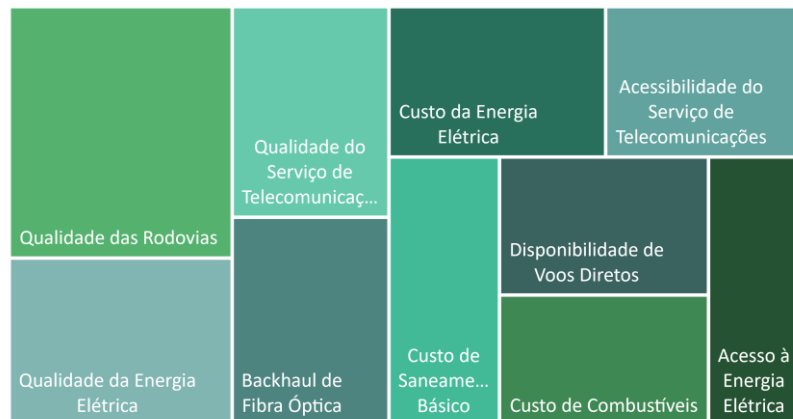 Qualidade das Rodovias
Qualidade da Energia
Elétrica
Qualidade do
Serviço de
Telecomunicaç...
Backhaul de
Fibra Óptica
Custo da Energia
Elétrica
Acessibilidade do
Serviço de
Telecomunicações
Custo de
Saneame...
Básico
Disponibilidade de
Voos Diretos
Custo de Combustíveis
Acesso à
Energia
Elétrica